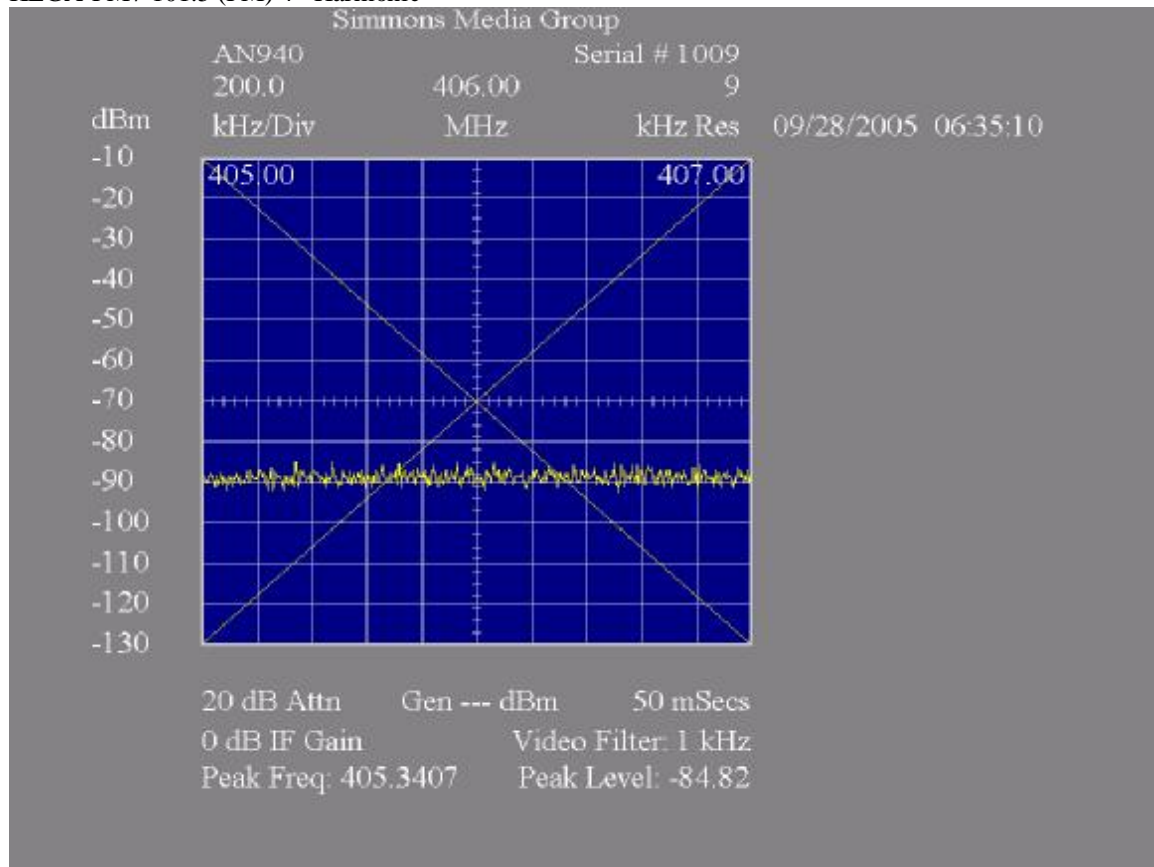 Simmons Media Group
AN940 Serial # 1009
200.0 406.00 9
dBm kHz/Div MHz kHz Res 09/28/2005 06:35:10
-10
405.00 407.00
-20
-30
-40
-50
-60
-70
-80
-90
-100
-110
-120
-130
20 dB Attn Gen --- dBm 50 mSecs
0 dB IF Gain Video Filter: 1 kHz
Peak Freq: 405.3407 Peak Level: -84.82